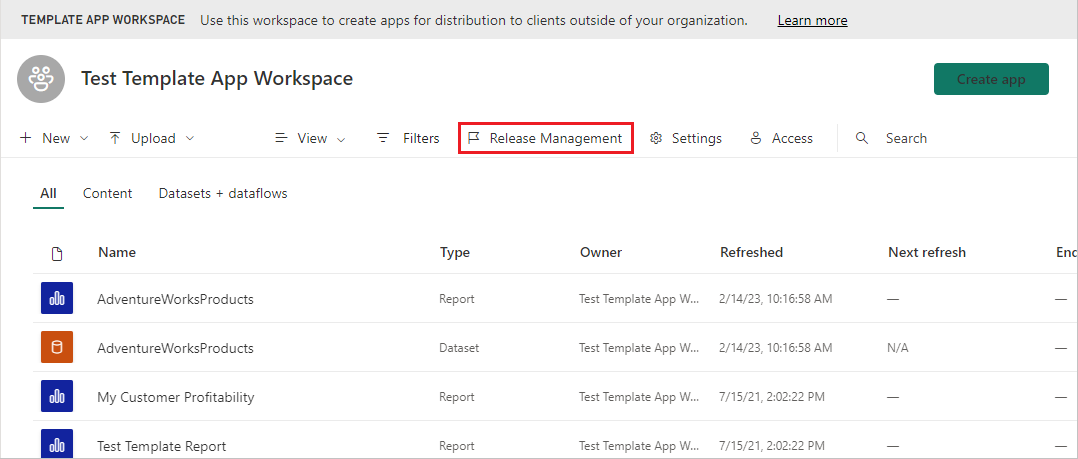 TEMPLATE APP WORKSPACE Use this workspace to create apps for distribution to clients outside of your organization. Learn more
Test Template App Workspace Create app
New Upload View Filters Release Management Settings Access Search
All Content Datasets + dataflows
Name Type Owner Refreshed Next refresh End
AdventureWorksProducts Report Test Template App W... 2/14/23, 10:16:58 AM — —
AdventureWorksProducts Dataset Test Template App W... 2/14/23, 10:16:58 AM N/A —
My Customer Profitability Report Test Template App W... 7/15/21, 2:02:22 PM — —
Test Template Report Report Test Template App W... 7/15/21, 2:02:22 PM — —